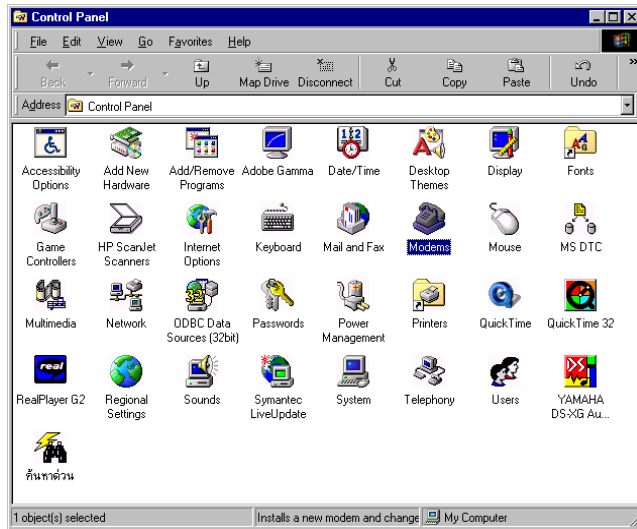 Control Panel
File Edit View Go Favorites Help
Back Forward Up Map Drive Disconnect Cut Copy Paste Undo »
Address Control Panel
Accessibility Options
Add New Hardware
Add/Remove Programs
Adobe Gamma
Date/Time
Desktop Themes
Display
Fonts
Game Controllers
HP ScanJet Scanners
Internet Options
Keyboard
Mail and Fax
Modems
Mouse
MS DTC
Multimedia
Network
ODBC Data Sources (32bit)
Passwords
Power Management
Printers
QuickTime
QuickTime 32
real
RealPlayer G2
Regional Settings
Sounds
Symantec LiveUpdate
System
Telephony
Users
YAMAHA DS-XG Au...
ค้นหาด่วน
1 object(s) selected
Installs a new modem and change
My Computer